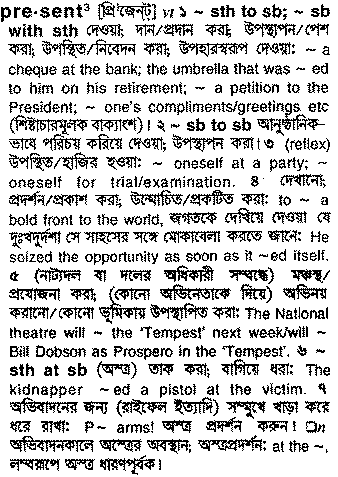 pre·sent³ [প্রি'জেন্ট্] vt ১ ~ sth to sb; ~ sb
with sth দেওয়া; দান/প্রদান করা, উপস্থাপন/পেশ
করা; উপস্থিত/নিবেদন করা, উপহারস্বরূপ দেওয়া: ~ a
cheque at the bank; the umbrella that was ~ ed
to him on his retirement; ~ a petition to the
President; ~ one's compliments/greetings etc
(শিষ্টাচারমূলক বাক্যাংশ)। ২ ~ sb to sb আনুষ্ঠানিক-
ভাবে পরিচয় করিয়ে দেওয়া, উপস্থাপন করা। ৩ (reflex)
উপস্থিত/হাজির হওয়া: ~ oneself at a party; ~
oneself for trial/examination. ৪ দেখানো;
প্রদর্শন/প্রকাশ করা; উন্মোচিত/প্রকটিত করা: to ~ a
bold front to the world, জগতকে দেখিয়ে দেওয়া যে
দুঃখদুর্দশা সে সাহসের সঙ্গে মোকাবেলা করতে জানে; He
seized the opportunity as soon as it ~ed itself.
৫ (নাট্যদল বা দলের অধিকারী সম্বন্ধে) মঞ্চস্থ/
প্রযোজনা করা; (কোনো অভিনেতাকে দিয়ে) অভিনয়
করানো/কোনো ভূমিকায় উপস্থাপিত করা: The National
theatre will ~ the 'Tempest' next week/will ~
Bill Dobson as Prospero in the 'Tempest'. ৬ ~
sth at sb (অস্ত্র) তাক করা, বাগিয়ে ধরা: The
kidnapper ~ed a pistol at the victim. ৭
অভিবাদনের জন্য (রাইফেল ইত্যাদি) সম্মুখে খাড়া করে
ধরে রাখা: P~ arms! অস্ত্র প্রদর্শন করুন! □n
অভিবাদনকালে অস্ত্রের অবস্থান; অস্ত্রপ্রদর্শন: at the ~,
লম্বরূপে অস্ত্র ধারণপূর্বক।